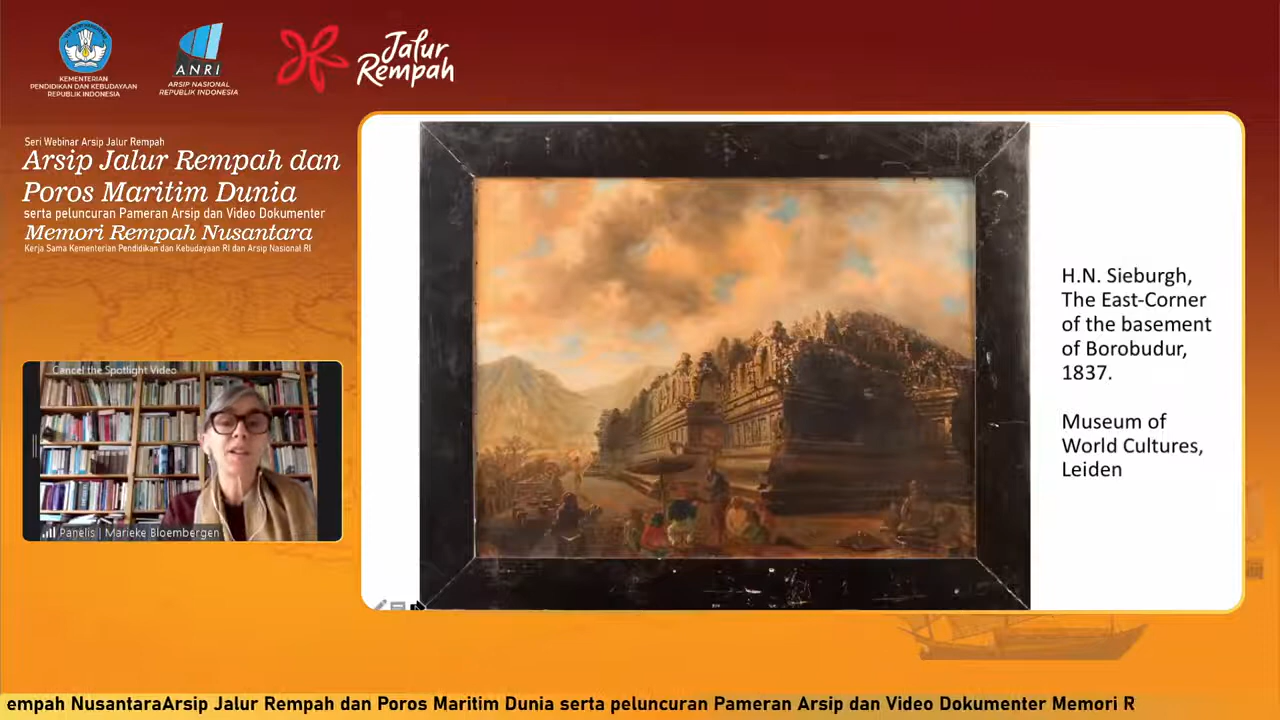 KEMENTERIAN
PENDIDIKAN DAN KEBUDAYAAN
REPUBLIK INDONESIA
ANRI
ARSIP NASIONAL
REPUBLIK INDONESIA
Jalur
Rempah
Seri Webinar Arsip Jalur Rempah
Arsip Jalur Rempah dan
Poros Maritim Dunia
serta peluncuran Pameran Arsip dan Video Dokumenter
Memori Rempah Nusantara
Kerja Sama Kementerian Pendidikan dan Kebudayaan RI dan Arsip Nasional RI
Cancel the Spotlight Video
Panelis | Marieke Bloembergen
H.N. Sieburgh,
The East-Corner
of the basement
of Borobudur,
1837.
Museum of
World Cultures,
Leiden
empah NusantaraArsip Jalur Rempah dan Poros Maritim Dunia serta peluncuran Pameran Arsip dan Video Dokumenter Memori R